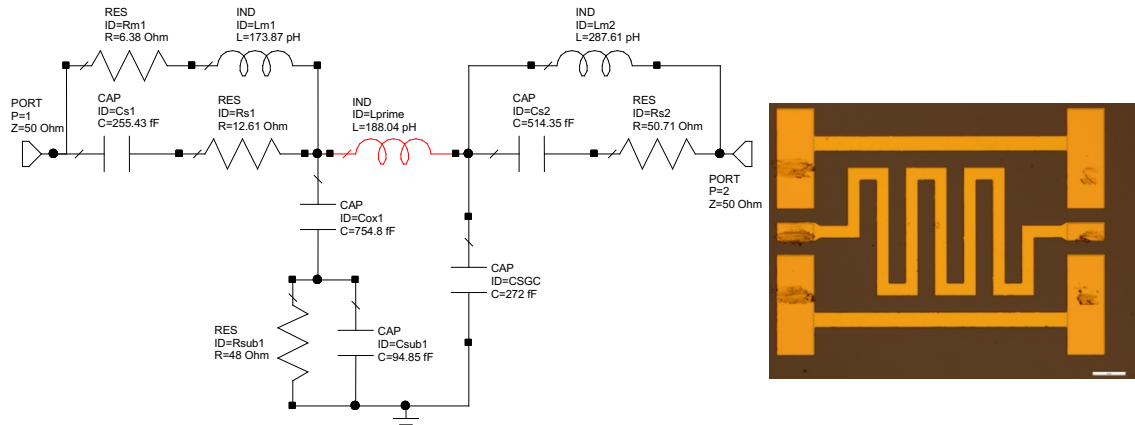 RES
ID=Rm1
R=6.38 Ohm
IND
ID=Lm1
L=173.87 pH
IND
ID=Lm2
L=287.61 pH
PORT
P=1
Z=50 Ohm
CAP
ID=Cs1
C=255.43 fF
RES
ID=Rs1
R=12.61 Ohm
IND
ID=Lprime
L=188.04 pH
CAP
ID=Cs2
C=514.35 fF
RES
ID=Rs2
R=50.71 Ohm
PORT
P=2
Z=50 Ohm
CAP
ID=Cox1
C=754.8 fF
CAP
ID=CSGC
C=272 fF
RES
ID=Rsub1
R=48 Ohm
CAP
ID=Csub1
C=94.85 fF